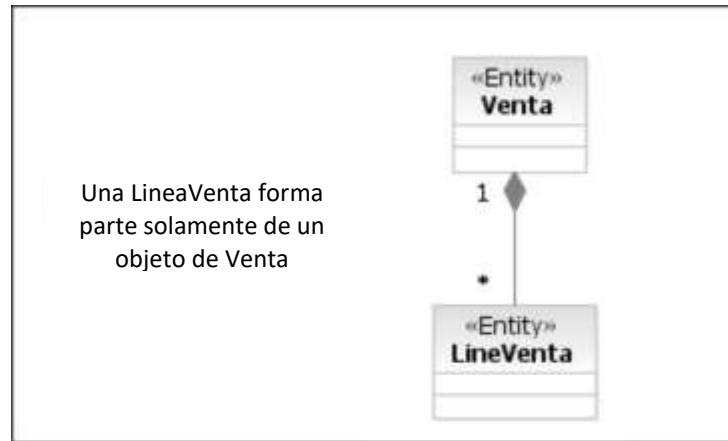 «Entity»
Venta
Una LineaVenta forma
parte solamente de un
objeto de Venta
1
*
«Entity»
LineVenta